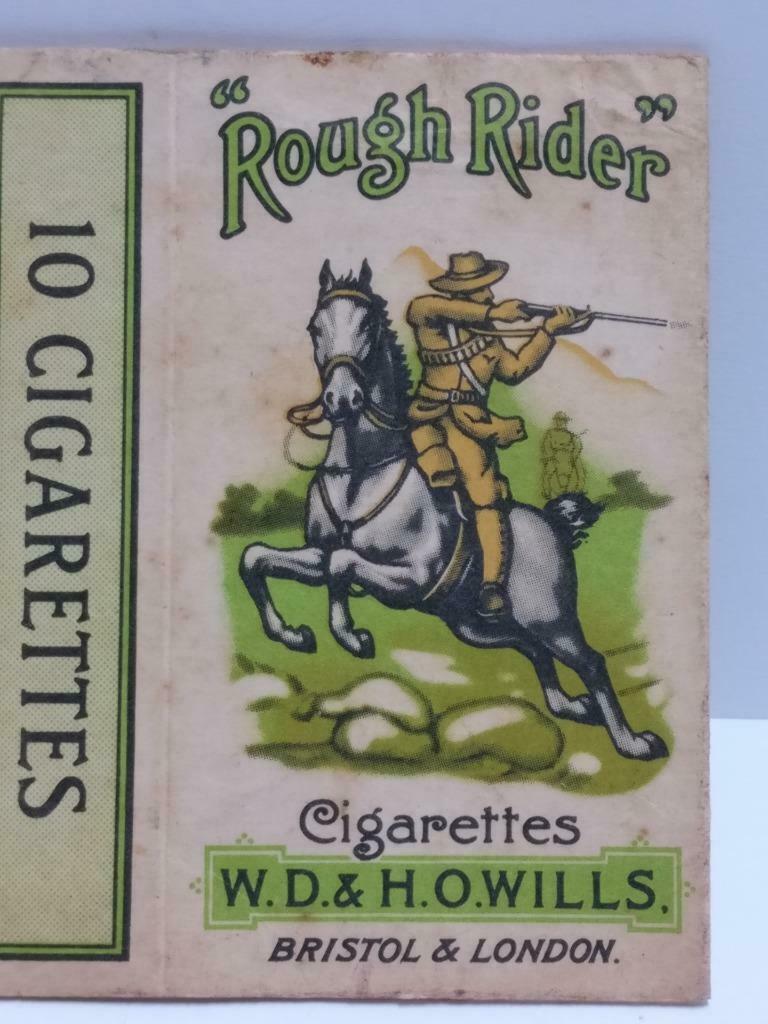 10 CIGARETTES
"Rough Rider"
Cigarettes
W.D.& H.O.WILLS.
BRISTOL & LONDON.